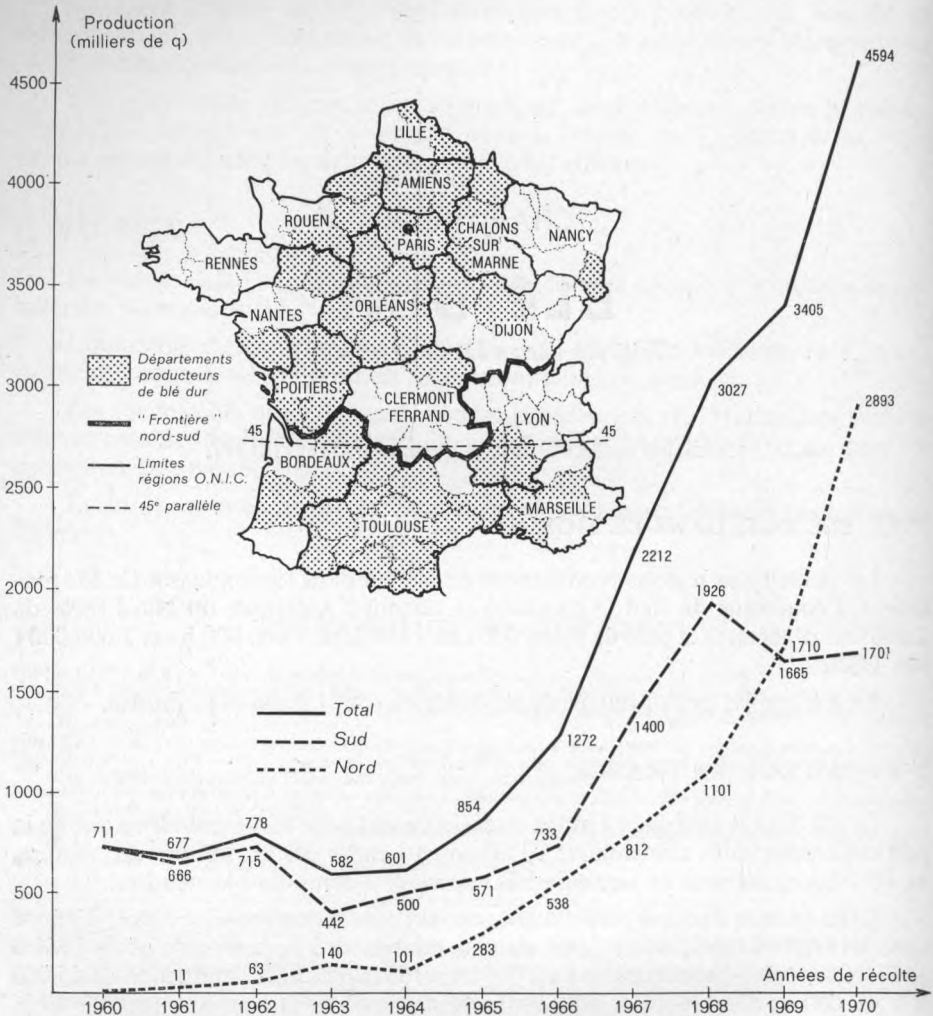 Production
(milliers de q)
4500
4000
3500
3000
2500
2000
1500
1000
500
LILLE
AMIENS
ROUEN
PARIS
CHALONS
SUR
MARNE
NANCY
RENNES
ORLÉANS
NANTES
DIJON
POITIERS
CLERMONT
FERRAND
LYON
45
45
BORDEAUX
TOULOUSE
MARSEILLE
Départements
producteurs
de blé dur
Frontière
nord-sud
Limites
régions O.N.I.C.
45e parallèle
Total
Sud
Nord
711
677
778
582
601
854
1272
2212
3027
3405
4594
666
715
442
500
571
733
1400
1926
1665
1701
11
63
140
101
283
538
812
1101
1710
2893
Années de récolte
1960 1961 1962 1963 1964 1965 1966 1967 1968 1969 1970